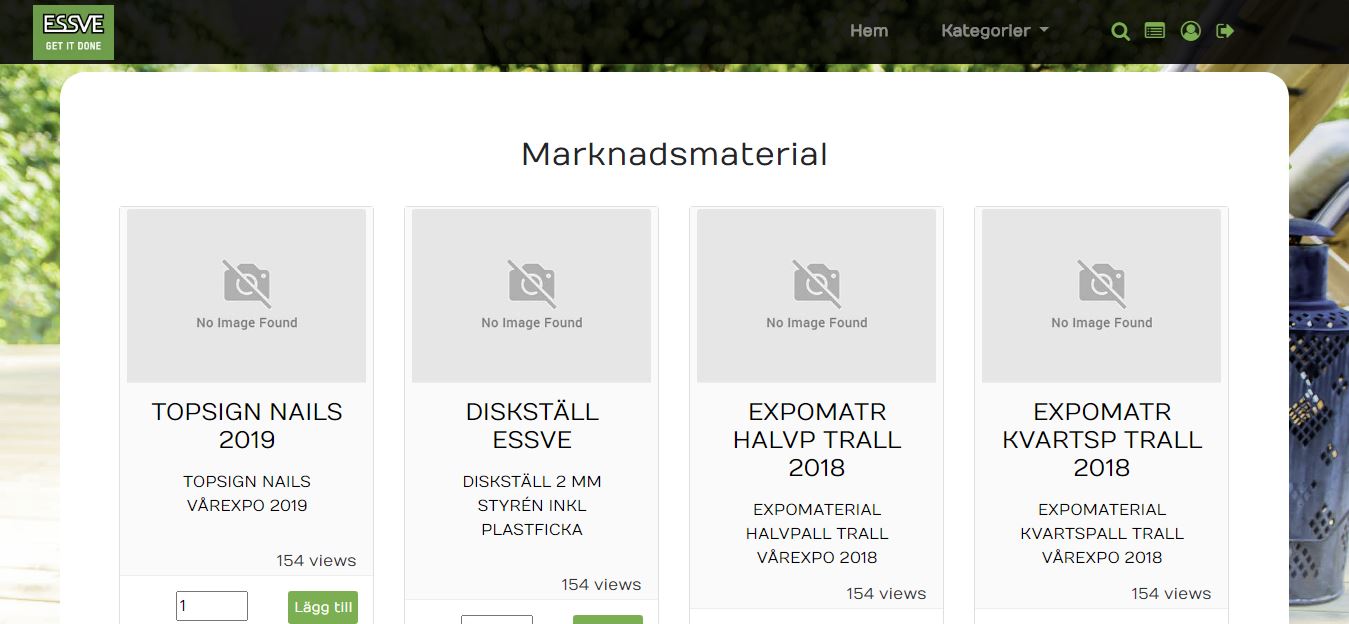 ESSVE
GET IT DONE
Hem
Kategorier
Marknadsmaterial
No Image Found
TOPSIGN NAILS
2019
TOPSIGN NAILS
VÅREXPO 2019
154 views
1
Lägg till
No Image Found
DISKSTÄLL
ESSVE
DISKSTÄLL 2 MM
STYRÉN INKL
PLASTFICKA
154 views
No Image Found
EXPOMATR
HALVP TRALL
2018
EXPOMATERIAL
HALVPALL TRALL
VÅREXPO 2018
154 views
No Image Found
EXPOMATR
KVARTSP TRALL
2018
EXPOMATERIAL
KVARTSPALL TRALL
VÅREXPO 2018
154 views